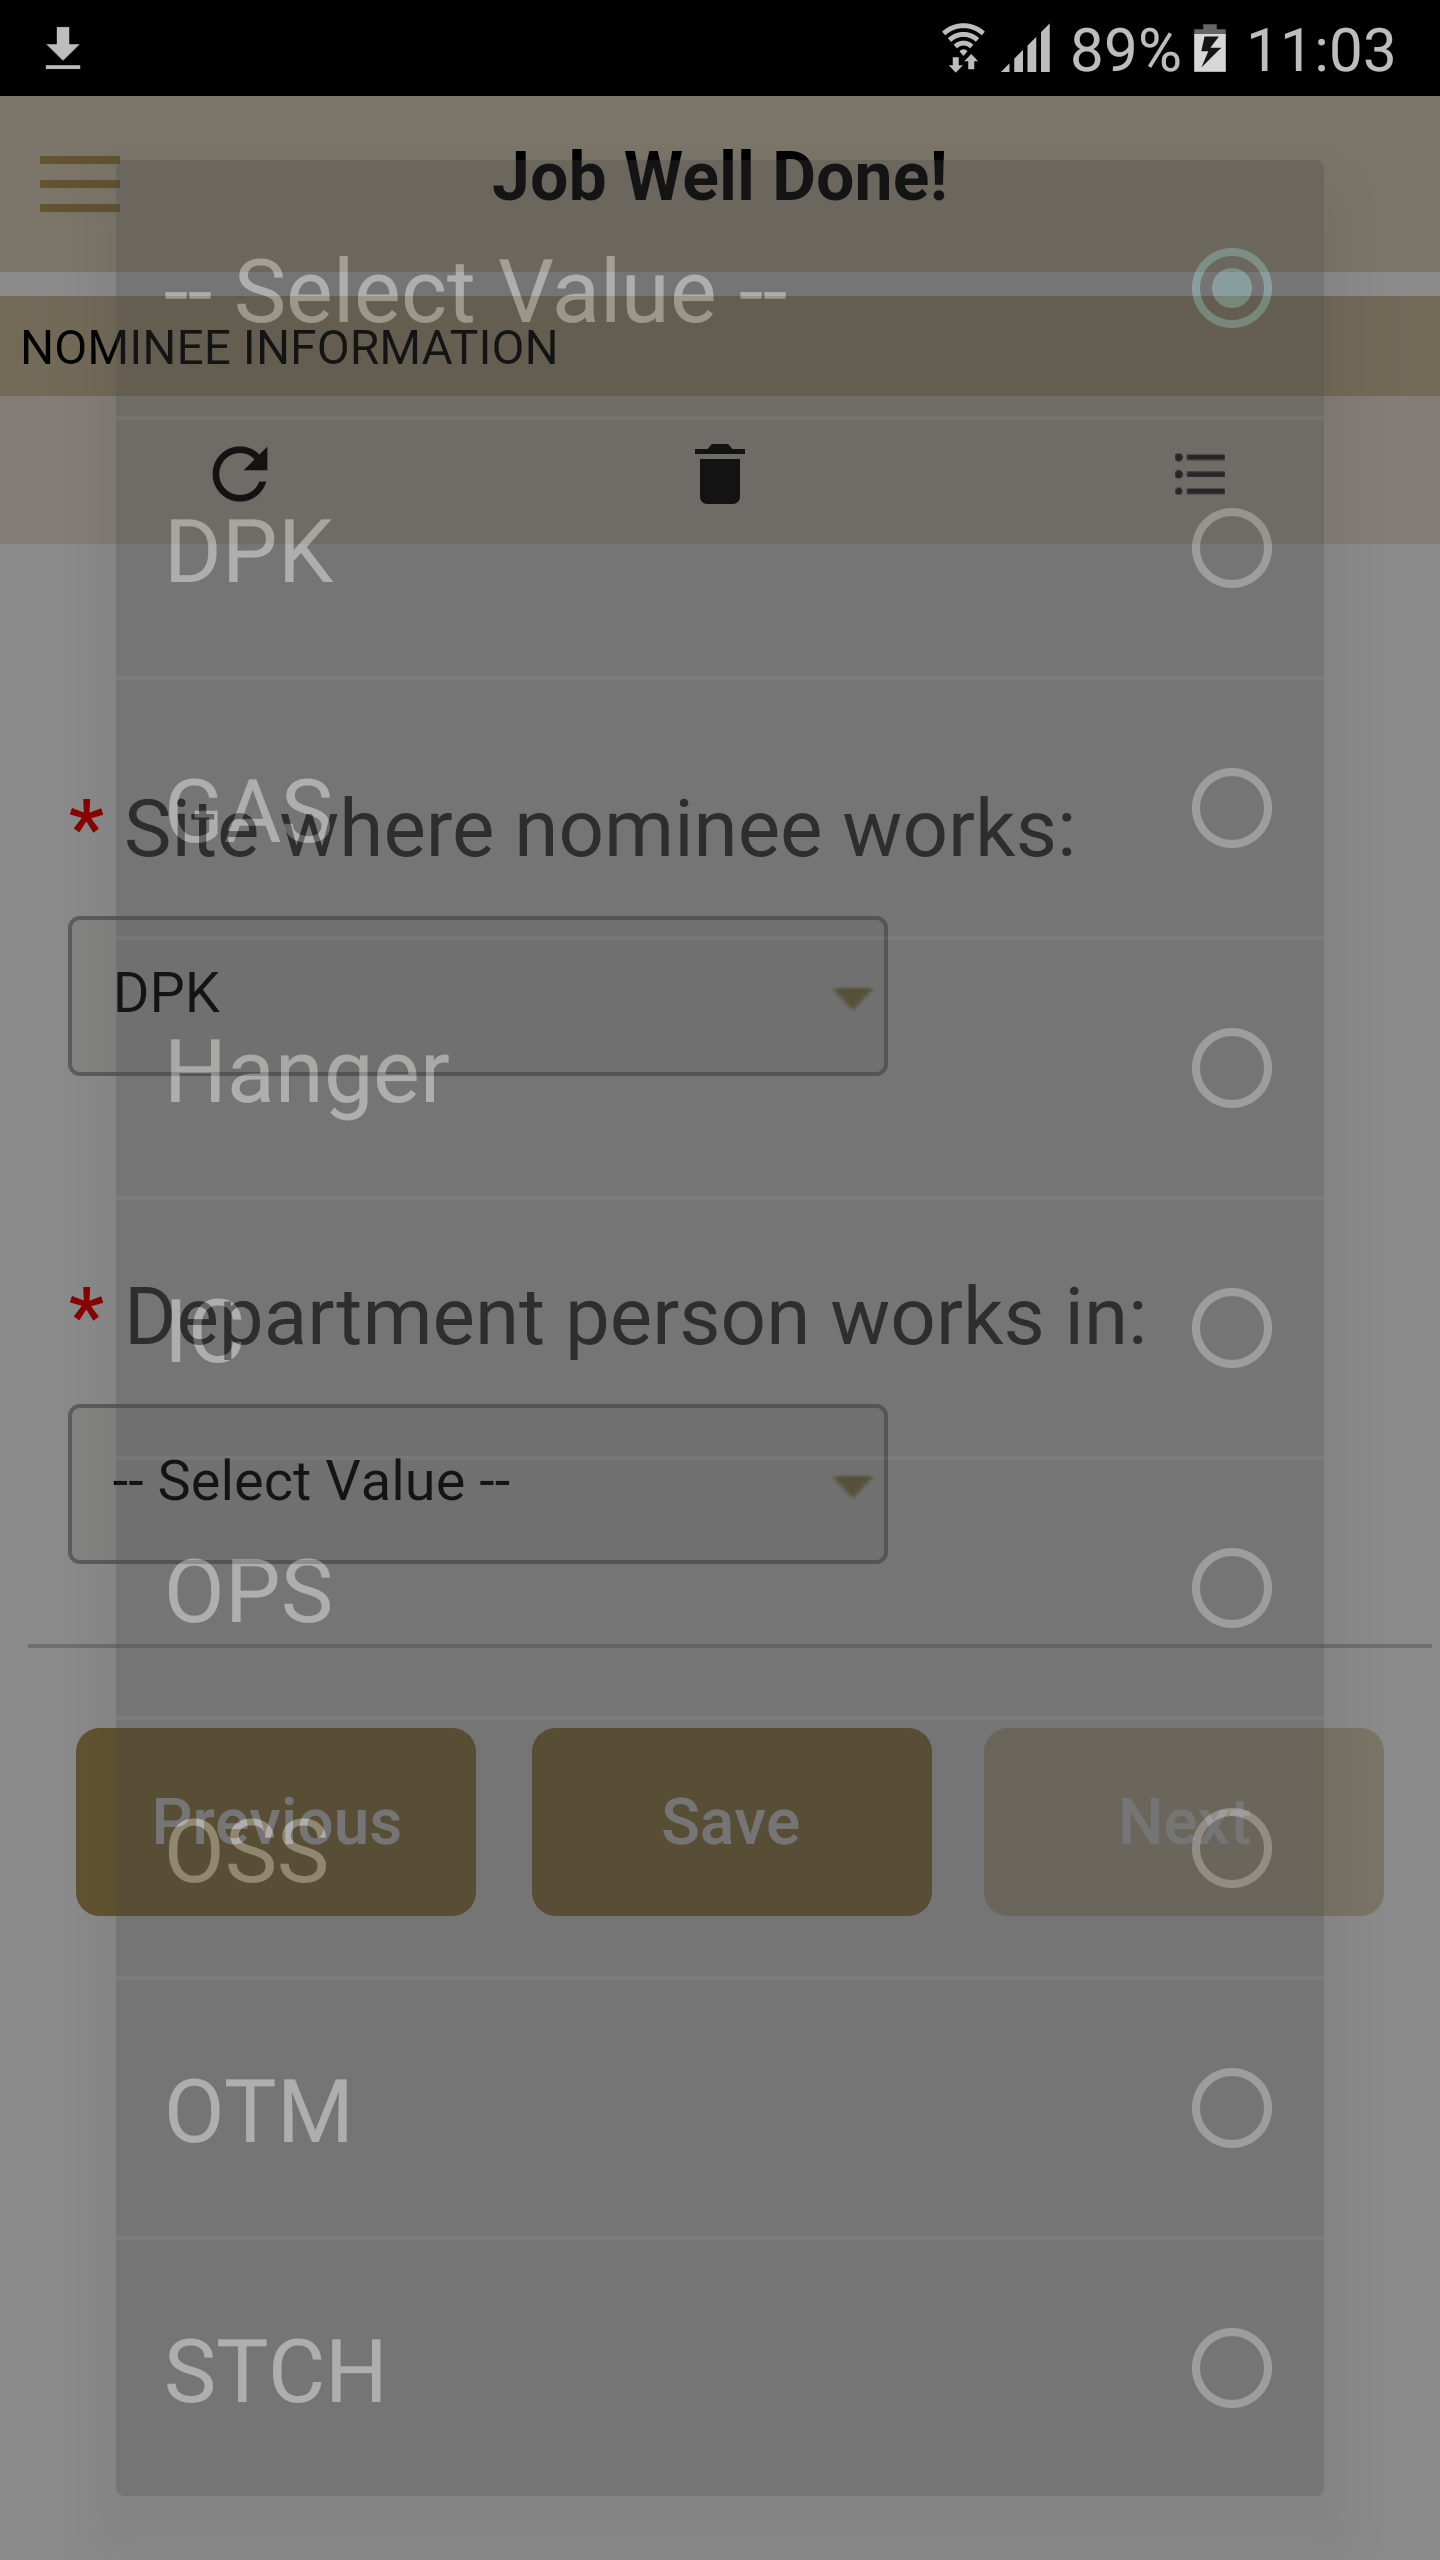 89% 11:03
Job Well Done!
-- Select Value --
NOMINEE INFORMATION
DPK
GAS
* Site where nominee works:
DPK
Hanger
* Department person works in:
IC
-- Select Value --
OPS
Previous Save Next
OSS
OTM
STCH